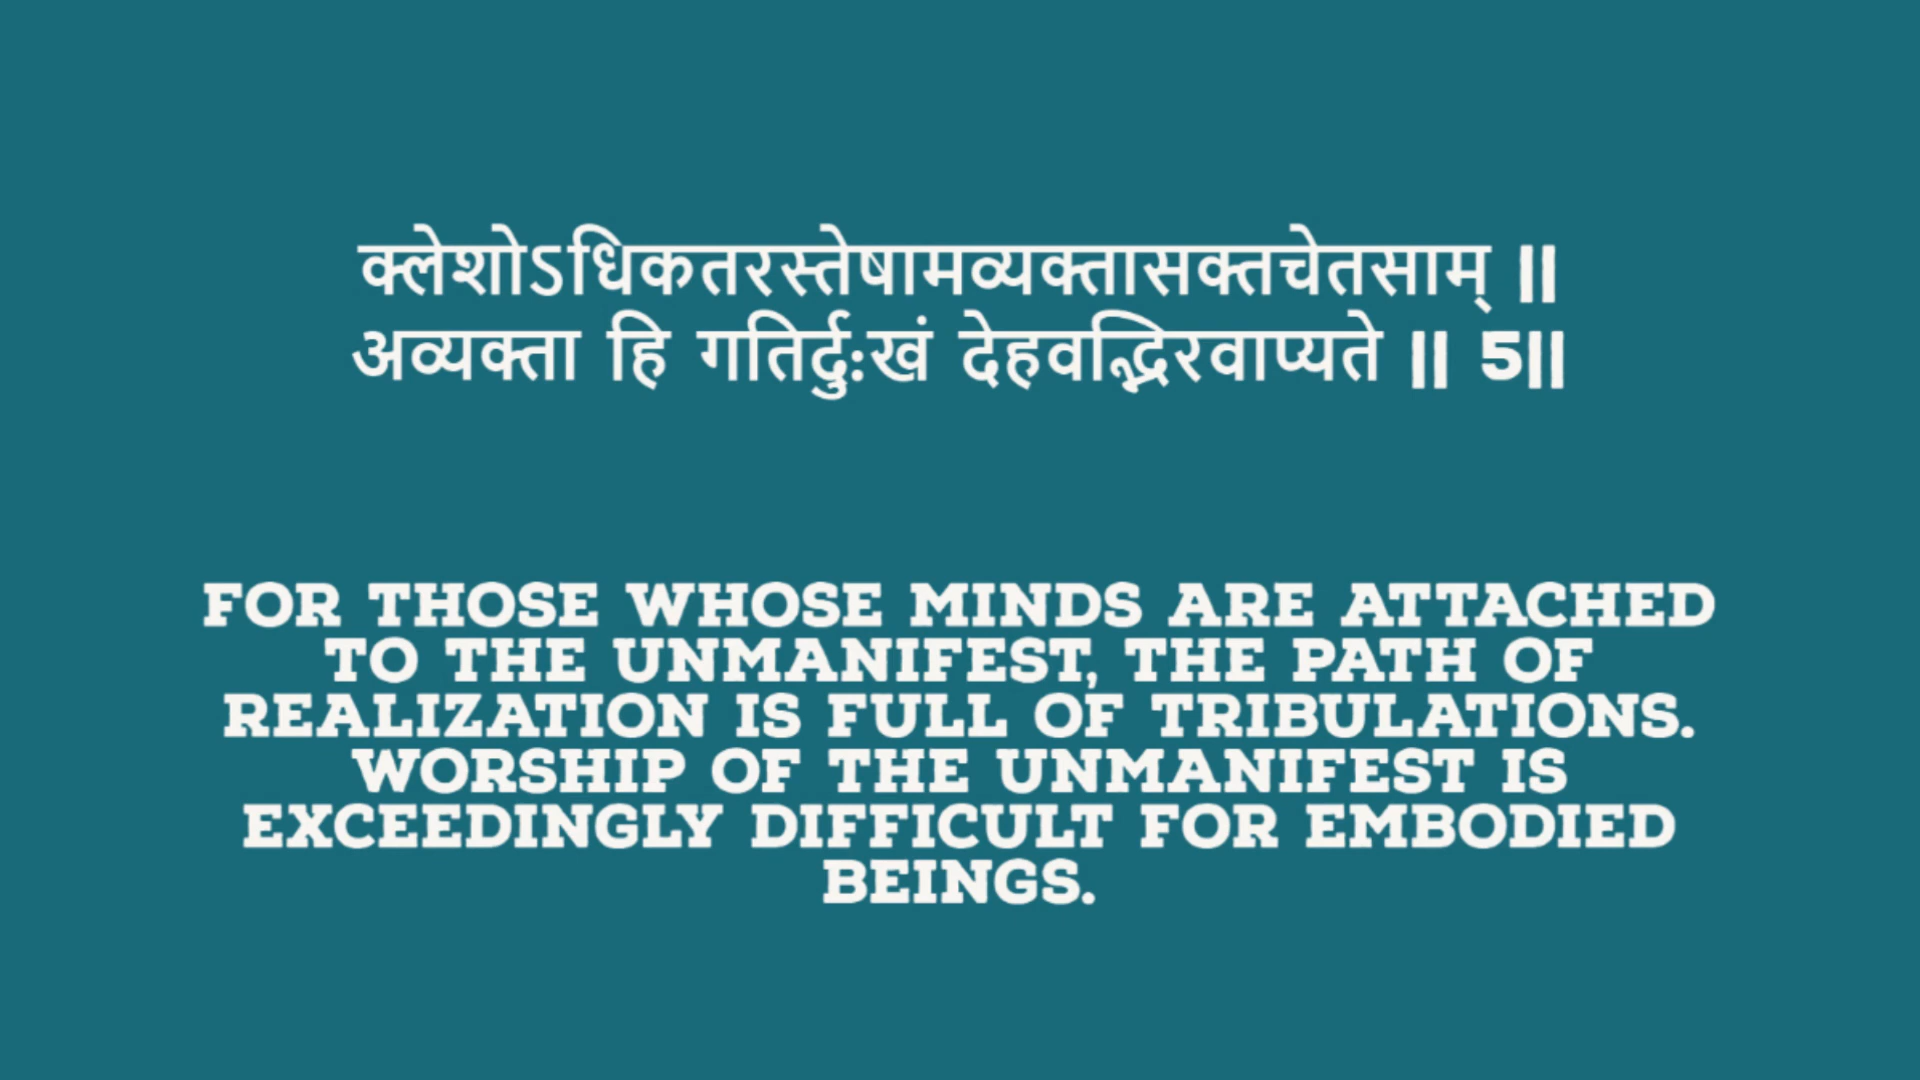 क्लेशोऽधिकतरस्तेषामव्यक्तासक्तचेतसाम् ||
अव्यक्ता हि गतिर्दु:खं देहवद्भिरवाप्यते || 5||
FOR THOSE WHOSE MINDS ARE ATTACHED
TO THE UNMANIFEST, THE PATH OF
REALIZATION IS FULL OF TRIBULATIONS.
WORSHIP OF THE UNMANIFEST IS
EXCEEDINGLY DIFFICULT FOR EMBODIED
BEINGS.